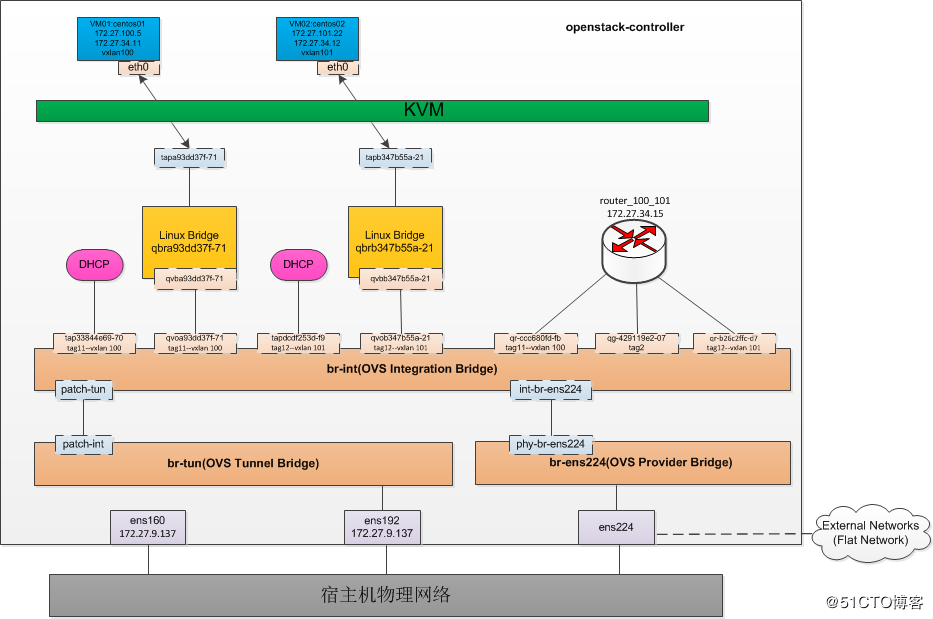 openstack-controller
VM01:centos01
172.27.100.5
172.27.34.11
vxlan100
eth0
VM02:centos02
172.27.101.22
172.27.34.12
vxlan101
eth0
KVM
tapa93dd37f-71
tapb347b55a-21
router_100_101
172.27.34.15
Linux Bridge
qbra93dd37f-71
Linux Bridge
qbrb347b55a-21
DHCP
DHCP
qvba93dd37f-71
qvbb347b55a-21
tap33844e69-70
tag11--vxlan 100
qvoa93dd37f-71
tag11--vxlan 100
tapdcdf253d-f9
tag12--vxlan 101
qvob347b55a-21
tag12--vxlan 101
qr-ccc680fd-fb
tag11--vxlan 100
qg-429119e2-07
tag2
qr-b26c2ffc-d7
tag12--vxlan 101
br-int(OVS Integration Bridge)
patch-tun
int-br-ens224
patch-int
phy-br-ens224
br-tun(OVS Tunnel Bridge)
br-ens224(OVS Provider Bridge)
ens160
172.27.9.137
ens192
172.27.9.137
ens224
External Networks
(Flat Network)
宿主机物理网络
@51CTO博客